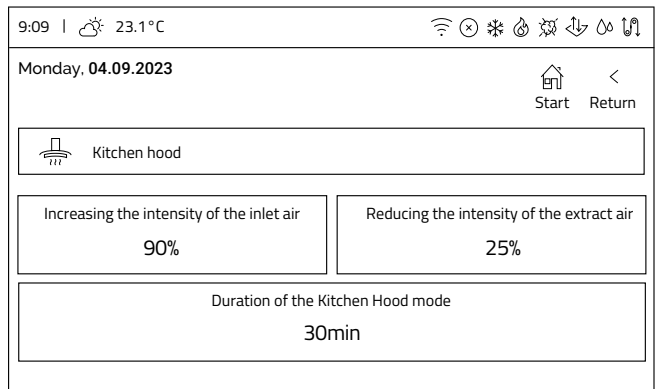 9:09 | 23.1°C
Monday, 04.09.2023
Start Return
Kitchen hood
Increasing the intensity of the inlet air
90%
Reducing the intensity of the extract air
25%
Duration of the Kitchen Hood mode
30min